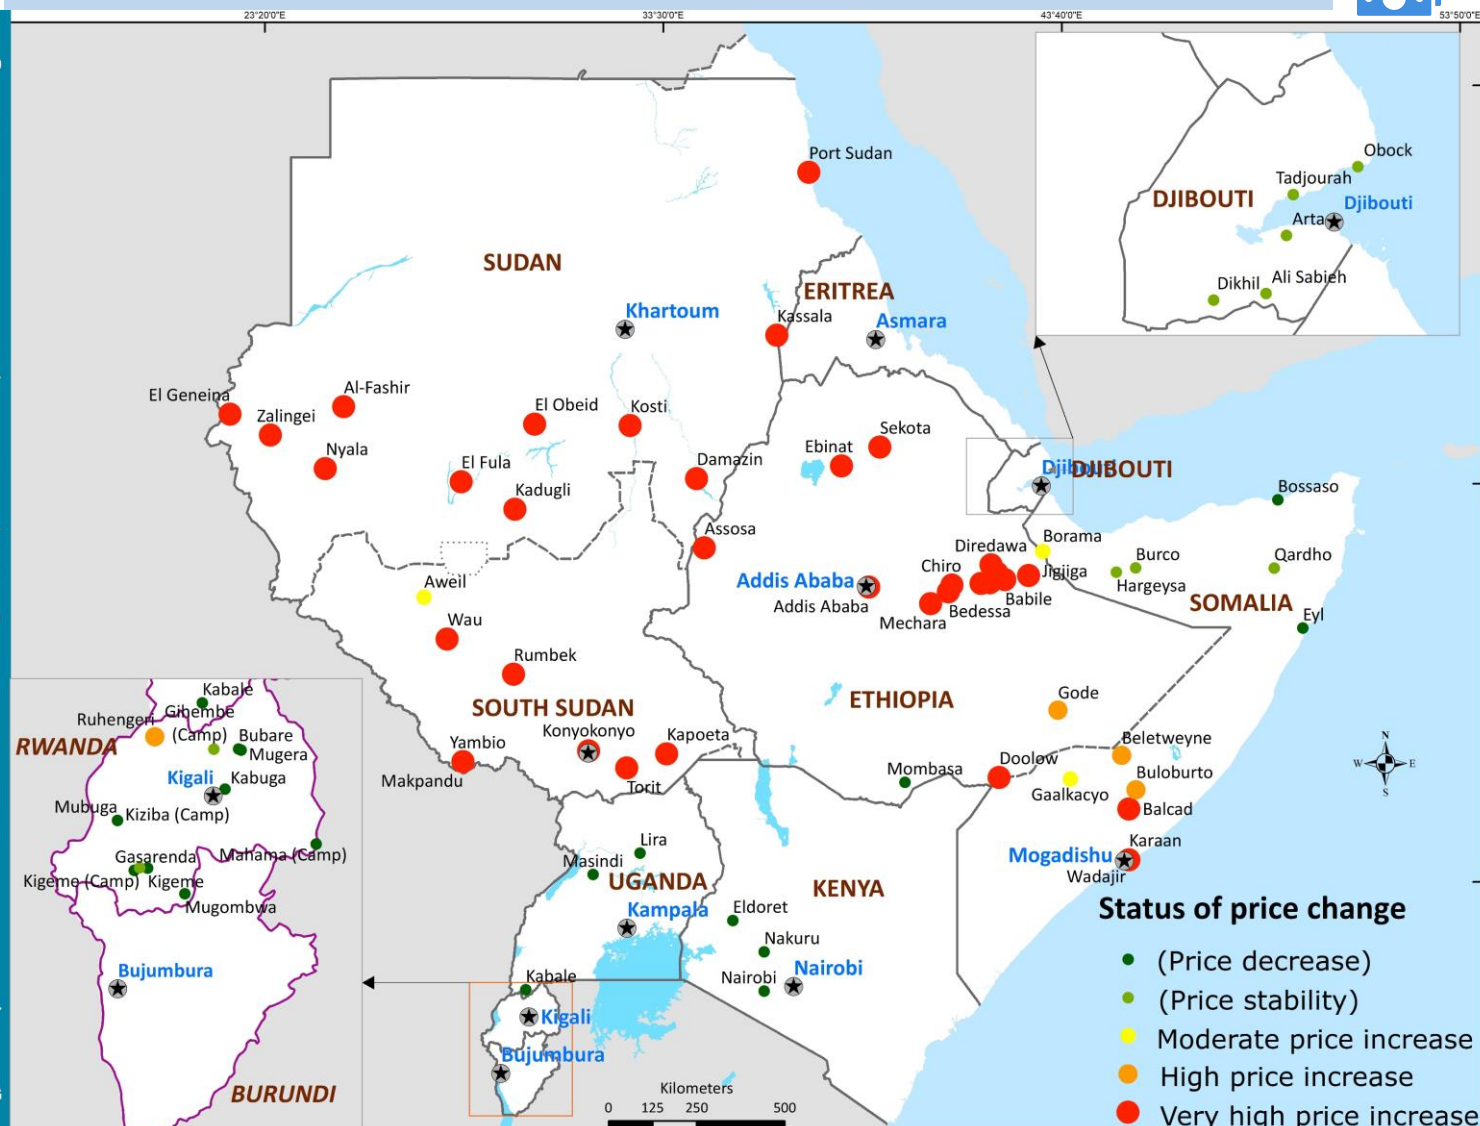 23°20'0"E
33°30'0"E
43°40'0"E
53°50'0"E
Port Sudan
SUDAN
ERITREA
Khartoum
Kassala
Asmara
El Geneina
Al-Fashir
Zalingei
El Obeid
Kosti
Nyala
El Fula
Kadugli
Damazin
Sekota
Ebinat
Assosa
Djibouti
DJIBOUTI
Bossaso
Borama
Diredawa
Burco
Qardho
Chiro
Jigjiga
Hargeysa
Addis Ababa
Addis Ababa
Babile
Bedessa
Mechara
SOMALIA
Eyl
Aweil
Wau
Rumbek
SOUTH SUDAN
ETHIOPIA
Gode
Konyokonyo
Kapoeta
Yambio
Makpandu
Torit
Beletweyne
Doolow
Mombasa
Buloburto
Gaalkacyo
Balcad
Karaan
Mogadishu
Wadajir
Lira
Masindi
UGANDA
KENYA
Kampala
Eldoret
Nakuru
Nairobi
Nairobi
Kabale
Kigali
Bujumbura
Obock
Tadjourah
DJIBOUTI
Djibouti
Arta
Dikhil
Ali Sabieh
Kabale
Gihembe
(Camp)
Ruhengeri
RWANDA
Bubare
Mugera
Kigali
Kabuga
Mubuga
Kiziba (Camp)
Gasarenda
Mahama (Camp)
Kigeme (Camp)
Kigeme
Mugombwa
Bujumbura
BURUNDI
N
W
E
S
Kilometers
0 125 250 500
Status of price change
(Price decrease)
(Price stability)
Moderate price increase
High price increase
Very high price increase